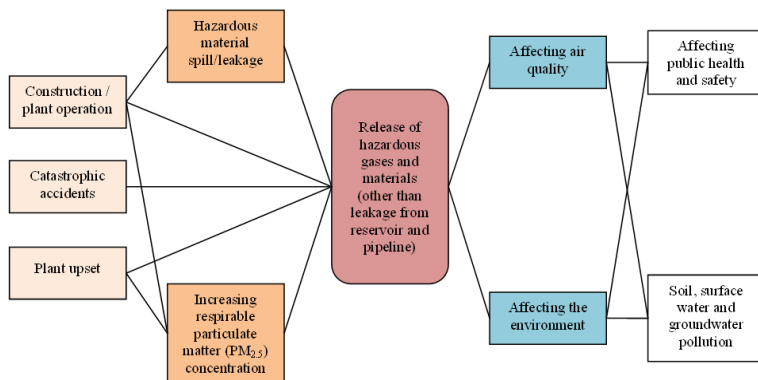 Hazardous
material
spill/leakage
Construction /
plant operation
Catastrophic
accidents
Plant upset
Increasing
respirable
particulate
matter (PM2.5)
concentration
Release of
hazardous
gases and
materials
(other than
leakage from
reservoir and
pipeline)
Affecting air
quality
Affecting the
environment
Affecting
public health
and safety
Soil, surface
water and
groundwater
pollution